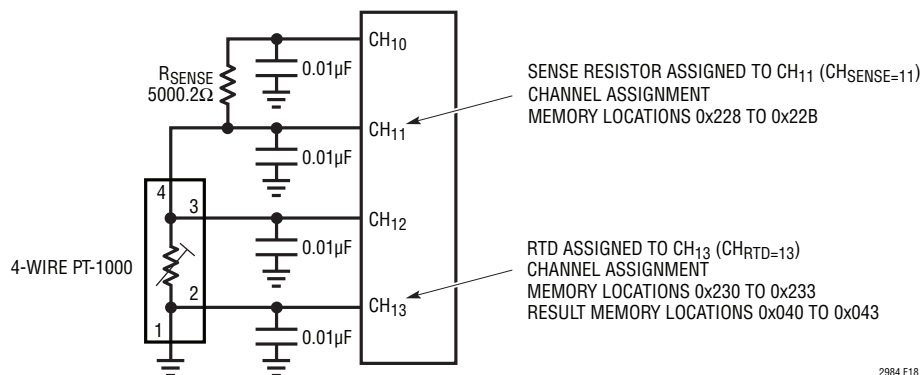 CH10
0.01µF
RSENSE
5000.2Ω
SENSE RESISTOR ASSIGNED TO CH11 (CHSENSE=11)
CHANNEL ASSIGNMENT
MEMORY LOCATIONS 0x228 TO 0x22B
CH11
0.01µF
4
3
CH12
0.01µF
4-WIRE PT-1000
2
1
CH13
0.01µF
RTD ASSIGNED TO CH13 (CHRTD=13)
CHANNEL ASSIGNMENT
MEMORY LOCATIONS 0x230 TO 0x233
RESULT MEMORY LOCATIONS 0x040 TO 0x043
2984 F18